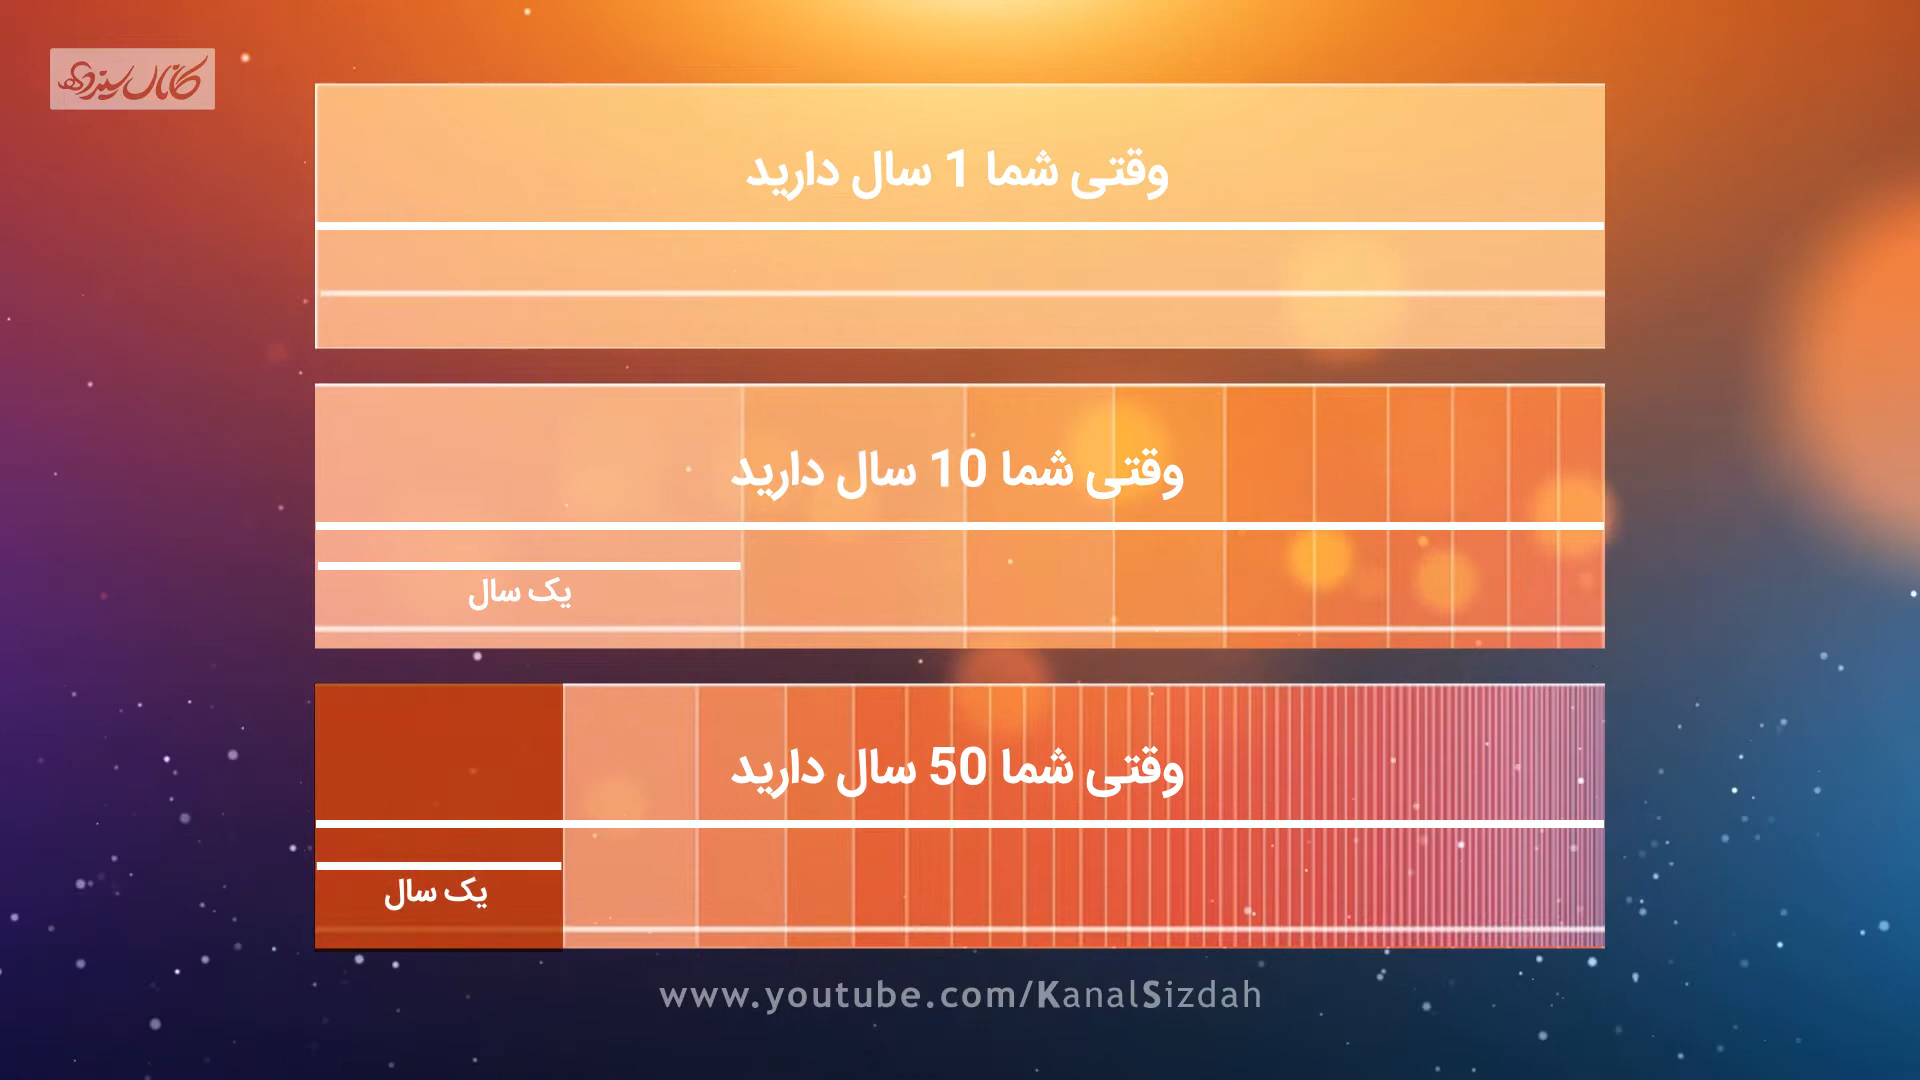 کانال سیزده
وقتی شما 1 سال دارید
وقتی شما 10 سال دارید
یک سال
وقتی شما 50 سال دارید
یک سال
www.youtube.com/KanalSizdah